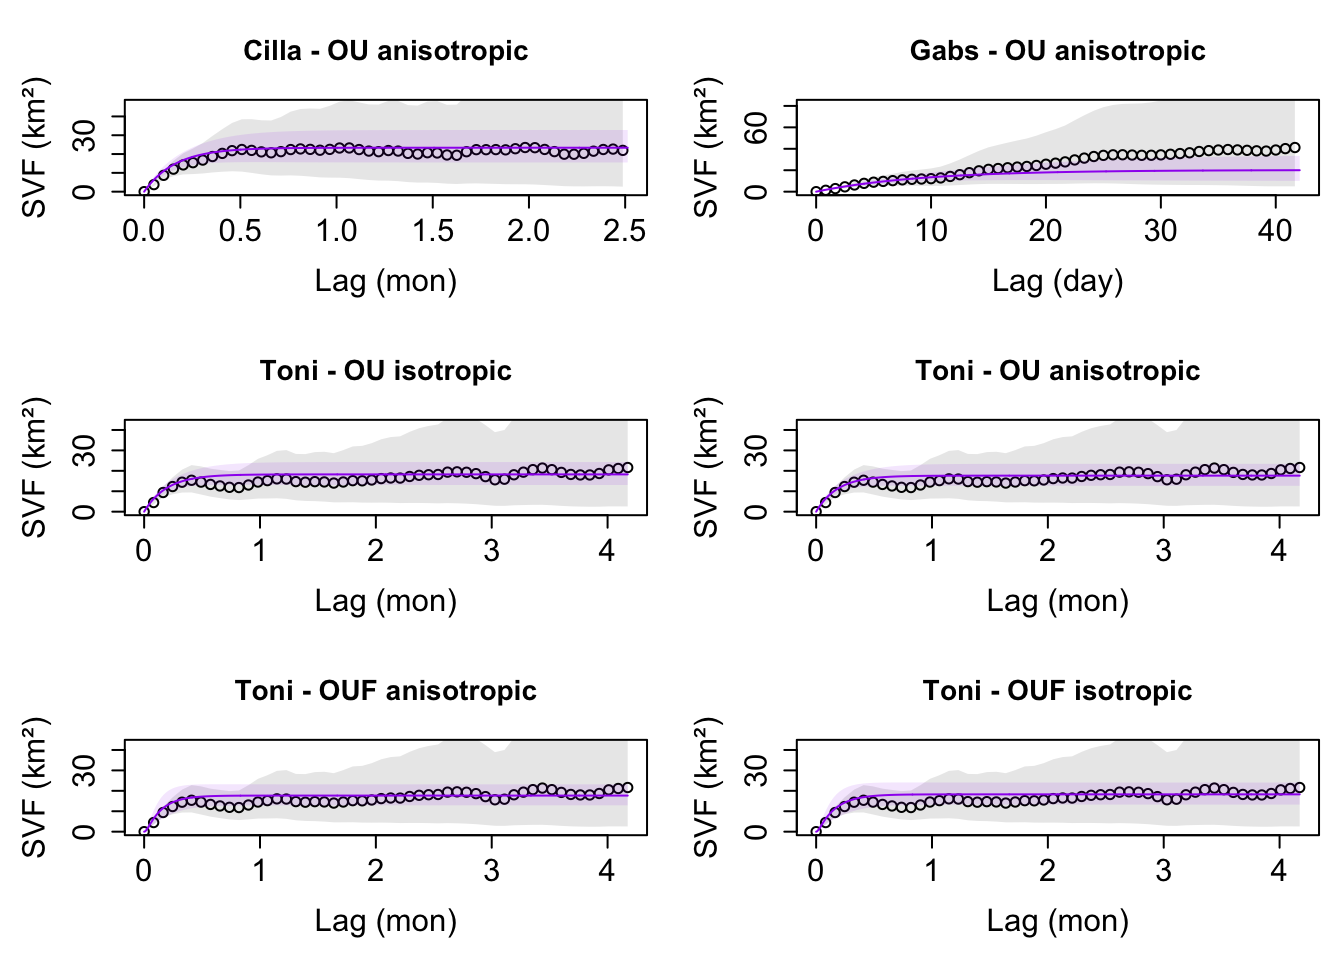 Cilla - OU anisotropic
SVF (km²)
30
0
0.0 0.5 1.0 1.5 2.0 2.5
Lag (mon)
Gabs - OU anisotropic
SVF (km²)
60
0
0 10 20 30 40
Lag (day)
Toni - OU isotropic
SVF (km²)
30
0
0 1 2 3 4
Lag (mon)
Toni - OU anisotropic
SVF (km²)
30
0
0 1 2 3 4
Lag (mon)
Toni - OUF anisotropic
SVF (km²)
30
0
0 1 2 3 4
Lag (mon)
Toni - OUF isotropic
SVF (km²)
30
0
0 1 2 3 4
Lag (mon)